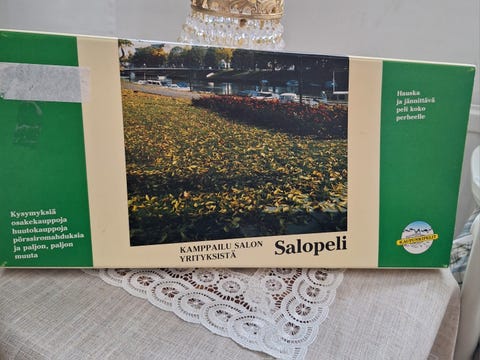 Hauska
ja jännittävä
peli koko
perheelle
Kysymyksiä
osakekauppoja
huutokauppoja
pörssiromahduksia
ja paljon, paljon
muuta
KAMPPAILU SALON
YRITYKSISTÄ
Salopeli